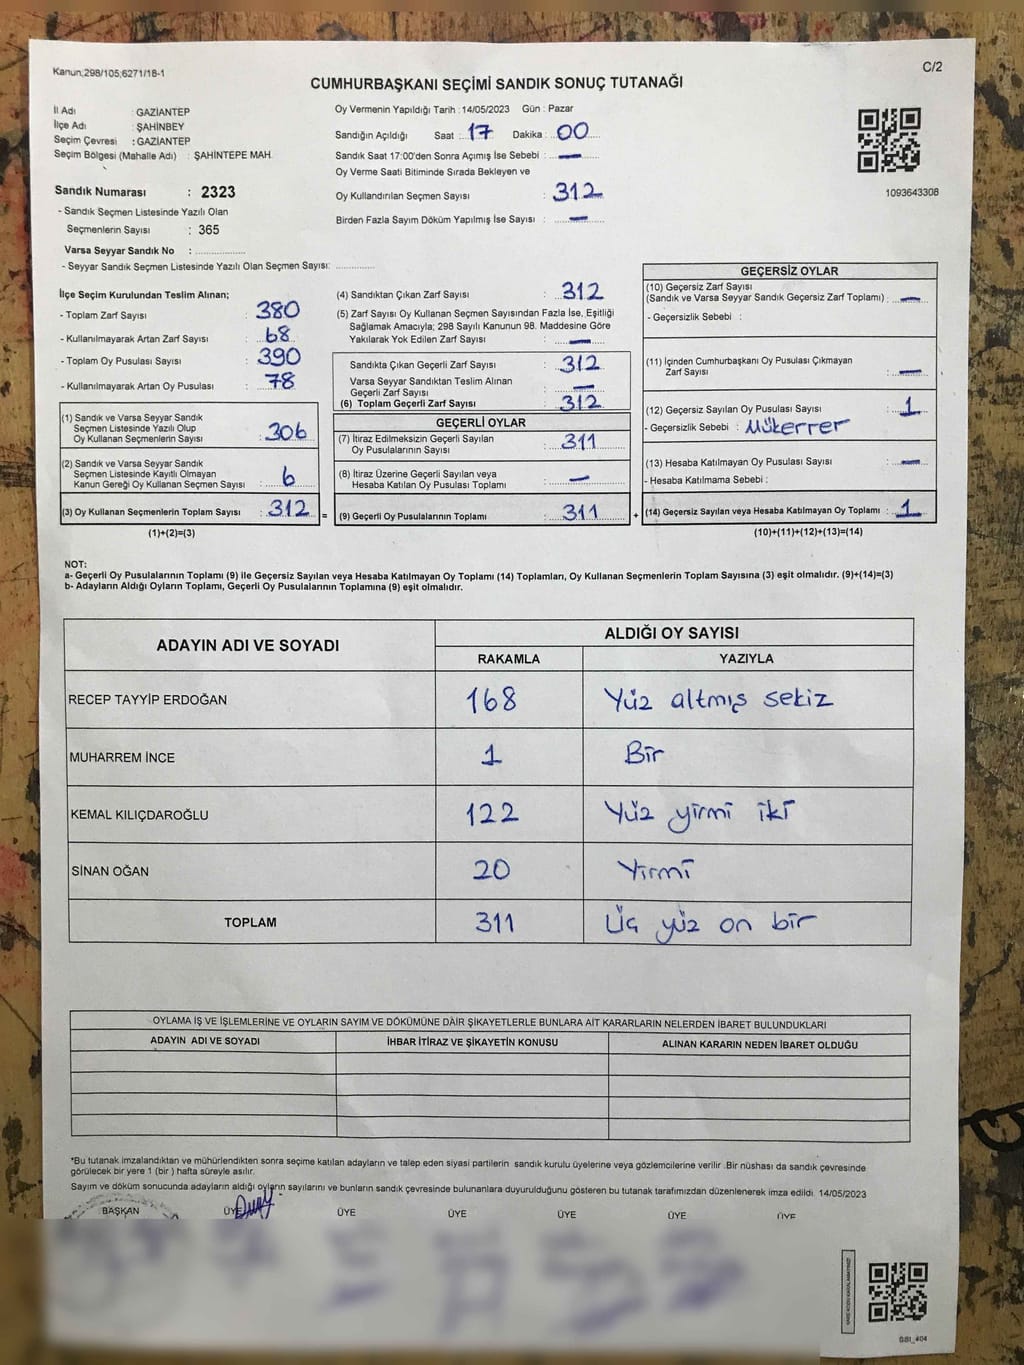 Kanun;298/105;6271/18-1
C/2
CUMHURBAŞKANI SEÇİMİ SANDIK SONUÇ TUTANAĞI
İl Adı : GAZİANTEP
İlçe Adı : ŞAHİNBEY
Seçim Çevresi : GAZİANTEP
Seçim Bölgesi (Mahalle Adı) : ŞAHİNTEPE MAH.
Sandık Numarası : 2323
- Sandık Seçmen Listesinde Yazılı Olan
Seçmenlerin Sayısı : 365
Varsa Seyyar Sandık No : ....................
- Seyyar Sandık Seçmen Listesinde Yazılı Olan Seçmen Sayısı: ...............
Oy Vermenin Yapıldığı Tarih : 14/05/2023 Gün : Pazar
Sandığın Açıldığı Saat : 17 Dakika : 00
Sandık Saat 17:00'den Sonra Açımış İse Sebebi : —
Oy Verme Saati Bitiminde Sırada Bekleyen ve
Oy Kullandırılan Seçmen Sayısı : 312
Birden Fazla Sayım Döküm Yapılmış İse Sayısı : —
1093643308
İlçe Seçim Kurulundan Teslim Alınan;
- Toplam Zarf Sayısı : 380
- Kullanılmayarak Artan Zarf Sayısı : 68
- Toplam Oy Pusulası Sayısı : 390
- Kullanılmayarak Artan Oy Pusulası : 78
(1) Sandık ve Varsa Seyyar Sandık
Seçmen Listesinde Yazılı Olup
Oy Kullanan Seçmenlerin Sayısı : 306
(2) Sandık ve Varsa Seyyar Sandık
Seçmen Listesinde Kayıtlı Olmayan
Kanun Gereği Oy Kullanan Seçmen Sayısı : 6
(3) Oy Kullanan Seçmenlerin Toplam Sayısı : 312 =
(1)+(2)=(3)
(4) Sandıktan Çıkan Zarf Sayısı : 312
(5) Zarf Sayısı Oy Kullanan Seçmen Sayısından Fazla İse, Eşitliği
Sağlamak Amacıyla; 298 Sayılı Kanunun 98. Maddesine Göre
Yakılarak Yok Edilen Zarf Sayısı : —
Sandıkta Çıkan Geçerli Zarf Sayısı : 312
Varsa Seyyar Sandıktan Teslim Alınan
Geçerli Zarf Sayısı : —
(6) Toplam Geçerli Zarf Sayısı : 312
GEÇERLİ OYLAR
(7) İtiraz Edilmeksizin Geçerli Sayılan
Oy Pusulalarının Sayısı : 311
(8) İtiraz Üzerine Geçerli Sayılan veya
Hesaba Katılan Oy Pusulası Toplamı : —
(9) Geçerli Oy Pusulalarının Toplamı : 311 +
GEÇERSİZ OYLAR
(10) Geçersiz Zarf Sayısı
(Sandık ve Varsa Seyyar Sandık Geçersiz Zarf Toplamı) : —
- Geçersizlik Sebebi :
(11) İçinden Cumhurbaşkanı Oy Pusulası Çıkmayan
Zarf Sayısı : —
(12) Geçersiz Sayılan Oy Pusulası Sayısı : 1
- Geçersizlik Sebebi : Mükerrer
(13) Hesaba Katılmayan Oy Pusulası Sayısı : —
- Hesaba Katılmama Sebebi :
(14) Geçersiz Sayılan veya Hesaba Katılmayan Oy Toplamı : 1
(10)+(11)+(12)+(13)=(14)
NOT:
a- Geçerli Oy Pusulalarının Toplamı (9) ile Geçersiz Sayılan veya Hesaba Katılmayan Oy Toplamı (14) Toplamları, Oy Kullanan Seçmenlerin Toplam Sayısına (3) eşit olmalıdır. (9)+(14)=(3)
b- Adayların Aldığı Oyların Toplamı, Geçerli Oy Pusulalarının Toplamına (9) eşit olmalıdır.
ADAYIN ADI VE SOYADI
ALDIĞI OY SAYISI
RAKAMLA YAZIYLA
RECEP TAYYİP ERDOĞAN 168 Yüz altmış sekiz
MUHARREM İNCE 1 Bir
KEMAL KILIÇDAROĞLU 122 Yüz yirmi iki
SİNAN OĞAN 20 Yirmi
TOPLAM 311 Üç yüz on bir
OYLAMA İŞ VE İŞLEMLERİNE VE OYLARIN SAYIM VE DÖKÜMÜNE DAİR ŞİKAYETLERLE BUNLARA AİT KARARLARIN NELERDEN İBARET BULUNDUKLARI
ADAYIN ADI VE SOYADI İHBAR İTİRAZ VE ŞİKAYETİN KONUSU ALINAN KARARIN NEDEN İBARET OLDUĞU
*Bu tutanak imzalandıktan ve mühürlendikten sonra seçime katılan adayların ve talep eden siyasi partilerin sandık kurulu üyelerine veya gözlemcilerine verilir .Bir nüshası da sandık çevresinde
görülecek bir yere 1 (bir ) hafta süreyle asılır.
Sayım ve döküm sonucunda adayların aldığı oyların sayılarını ve bunların sandık çevresinde bulunanlara duyurulduğunu gösteren bu tutanak tarafımızdan düzenlenerek imza edildi. 14/05/2023
BAŞKAN ÜYE ÜYE ÜYE ÜYE ÜYE ÜYE